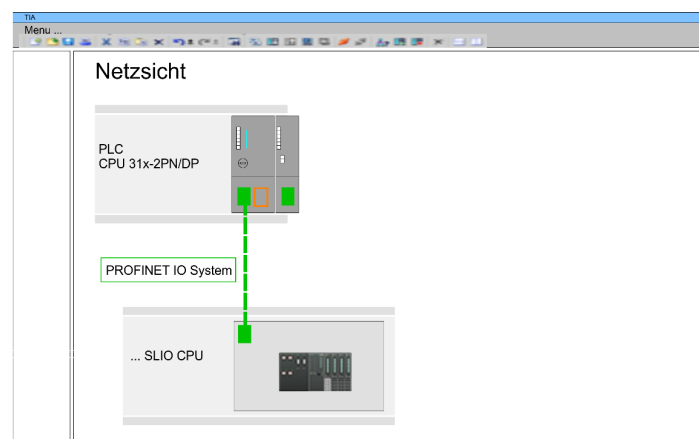 TIA
Menu ...
Netzsicht
PLC
CPU 31x-2PN/DP
PROFINET IO System
... SLIO CPU